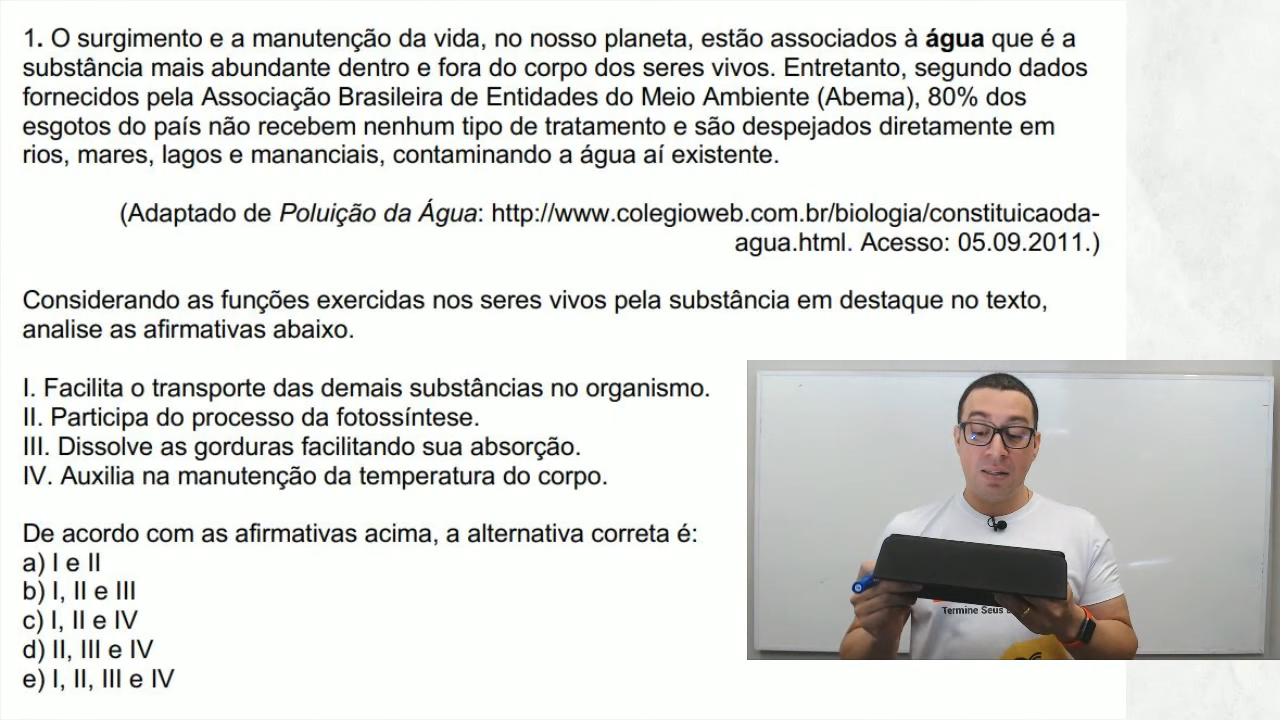 1. O surgimento e a manutenção da vida, no nosso planeta, estão associados à água que é a
substância mais abundante dentro e fora do corpo dos seres vivos. Entretanto, segundo dados
fornecidos pela Associação Brasileira de Entidades do Meio Ambiente (Abema), 80% dos
esgotos do país não recebem nenhum tipo de tratamento e são despejados diretamente em
rios, mares, lagos e mananciais, contaminando a água aí existente.
(Adaptado de Poluição da Água: http://www.colegioweb.com.br/biologia/constituicaoda-
agua.html. Acesso: 05.09.2011.)
Considerando as funções exercidas nos seres vivos pela substância em destaque no texto,
analise as afirmativas abaixo.
I. Facilita o transporte das demais substâncias no organismo.
II. Participa do processo da fotossíntese.
III. Dissolve as gorduras facilitando sua absorção.
IV. Auxilia na manutenção da temperatura do corpo.
De acordo com as afirmativas acima, a alternativa correta é:
a) I e II
b) I, II e III
c) I, II e IV
d) II, III e IV
e) I, II, III e IV
Termine Seus